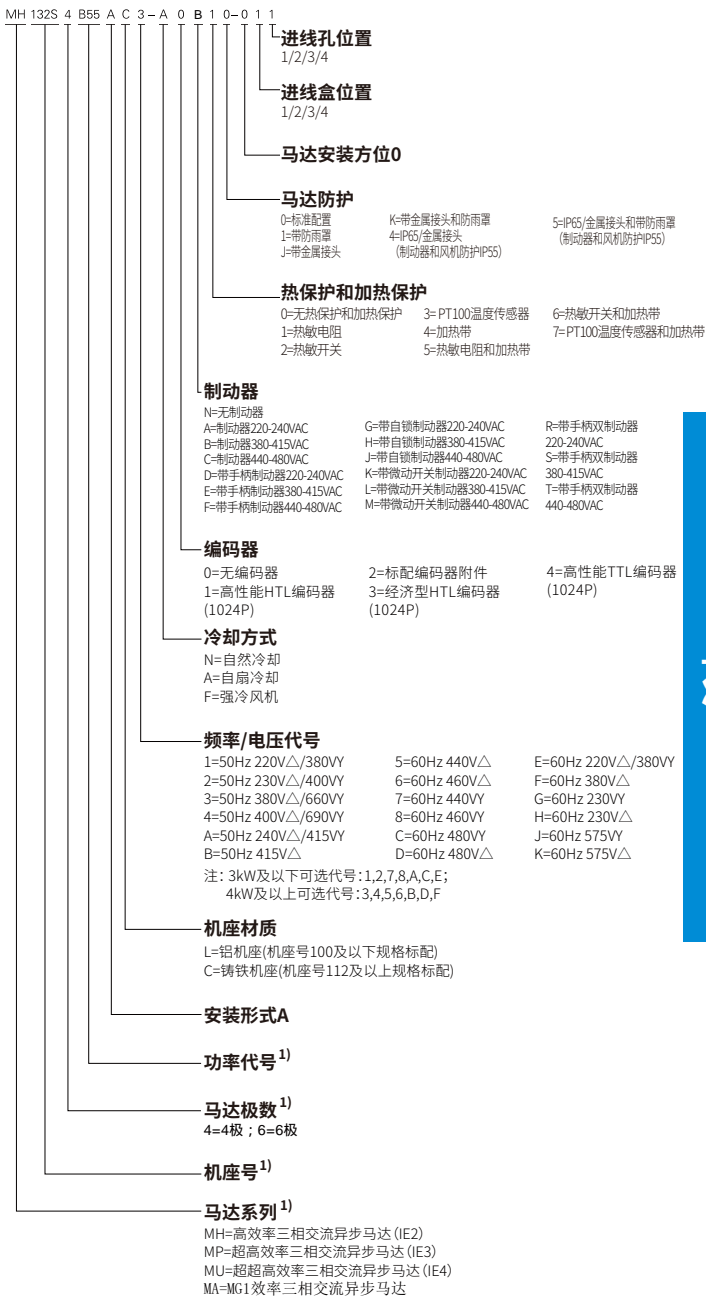 MH 132S 4 B55 A C 3-A 0 B 1 0-0 1 1
进线孔位置
1/2/3/4
进线盒位置
1/2/3/4
马达安装方位0
马达防护
0=标准配置 K=带金属接头和防雨罩 5=IP65/金属接头和带防雨罩
1=带防雨罩 4=IP65/金属接头 (制动器和风机防护IP55)
J=带金属接头 (制动器和风机防护IP55)
热保护和加热保护
0=无热保护和加热保护 3=PT100温度传感器 6=热敏开关和加热带
1=热敏电阻 4=加热带 7=PT100温度传感器和加热带
2=热敏开关 5=热敏电阻和加热带
制动器
N=无制动器
A=制动器220-240VAC G=带自锁制动器220-240VAC R=带手柄双制动器
B=制动器380-415VAC H=带自锁制动器380-415VAC 220-240VAC
C=制动器440-480VAC J=带自锁制动器440-480VAC S=带手柄双制动器
D=带手柄制动器220-240VAC K=带微动开关制动器220-240VAC 380-415VAC
E=带手柄制动器380-415VAC L=带微动开关制动器380-415VAC T=带手柄双制动器
F=带手柄制动器440-480VAC M=带微动开关制动器440-480VAC 440-480VAC
编码器
0=无编码器 2=标配编码器附件 4=高性能TTL编码器
1=高性能HTL编码器 3=经济型HTL编码器 (1024P)
(1024P) (1024P)
冷却方式
N=自然冷却
A=自扇冷却
F=强冷风机
频率/电压代号
1=50Hz 220V△/380VY 5=60Hz 440V△ E=60Hz 220V△/380VY
2=50Hz 230V△/400VY 6=60Hz 460V△ F=60Hz 380V△
3=50Hz 380V△/660VY 7=60Hz 440VY G=60Hz 230VY
4=50Hz 400V△/690VY 8=60Hz 460VY H=60Hz 230V△
A=50Hz 240V△/415VY C=60Hz 480VY J=60Hz 575VY
B=50Hz 415V△ D=60Hz 480V△ K=60Hz 575V△
注：3kW及以下可选代号:1,2,7,8,A,C,E;
4kW及以上可选代号:3,4,5,6,B,D,F
机座材质
L=铝机座(机座号100及以下规格标配)
C=铸铁机座(机座号112及以上规格标配)
安装形式A
功率代号1)
马达极数1)
4=4极；6=6极
机座号1)
马达系列1)
MH=高效率三相交流异步马达(IE2)
MP=超高效率三相交流异步马达(IE3)
MU=超超高效率三相交流异步马达(IE4)
MA=MG1效率三相交流异步马达